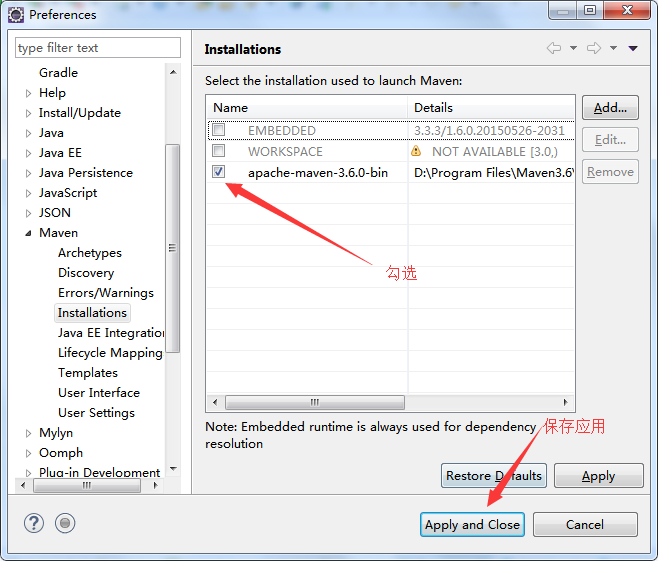 Preferences
type filter text
Gradle
Help
Install/Update
Java
Java EE
Java Persistence
JavaScript
JSON
Maven
Archetypes
Discovery
Errors/Warnings
Installations
Java EE Integration
Lifecycle Mapping
Templates
User Interface
User Settings
Mylyn
Oomph
Plug-in Development
Installations
Select the installation used to launch Maven:
Name Details
EMBEDDED 3.3.3/1.6.0.20150526-2031
WORKSPACE NOT AVAILABLE [3.0,)
apache-maven-3.6.0-bin D:\Program Files\Maven3.6\
Add...
Edit...
Remove
勾选
Note: Embedded runtime is always used for dependency
resolution
保存应用
Restore Defaults Apply
Apply and Close Cancel